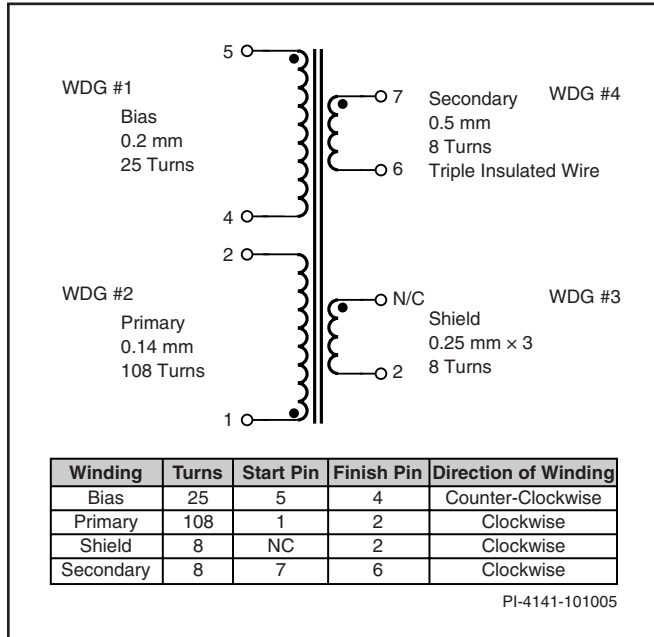 5
WDG #1
Bias
0.2 mm
25 Turns
4
7
Secondary
WDG #4
0.5 mm
8 Turns
6
Triple Insulated Wire
2
WDG #2
Primary
0.14 mm
108 Turns
1
N/C
WDG #3
Shield
0.25 mm × 3
8 Turns
2
Winding Turns Start Pin Finish Pin Direction of Winding
Bias 25 5 4 Counter-Clockwise
Primary 108 1 2 Clockwise
Shield 8 NC 2 Clockwise
Secondary 8 7 6 Clockwise
PI-4141-101005